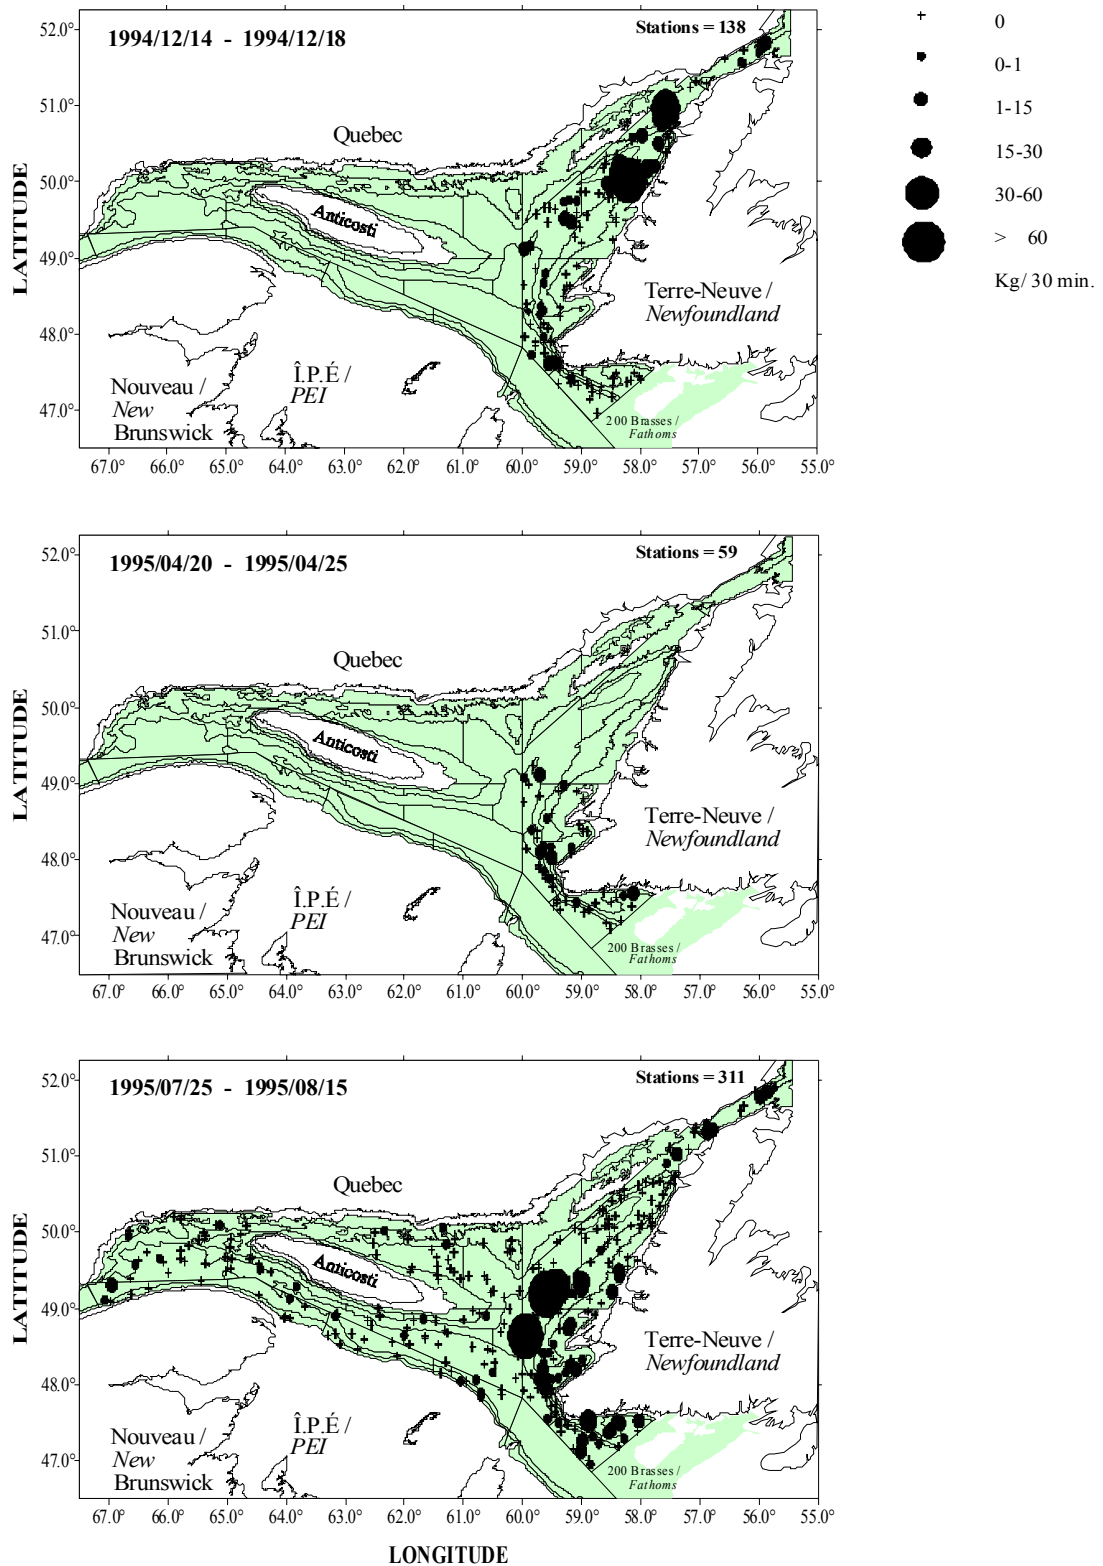 52.0°
51.0°
50.0°
49.0°
48.0°
47.0°
LATITUDE
1994/12/14 - 1994/12/18
Stations = 138
Quebec
Anticosti
Terre-Neuve /
Newfoundland
Nouveau /
New
Brunswick
Î.P.É /
PEI
200 Brasses /
Fathoms
67.0° 66.0° 65.0° 64.0° 63.0° 62.0° 61.0° 60.0° 59.0° 58.0° 57.0° 56.0° 55.0°
0
0-1
1-15
15-30
30-60
> 60
Kg/ 30 min.
52.0°
51.0°
50.0°
49.0°
48.0°
47.0°
LATITUDE
1995/04/20 - 1995/04/25
Stations = 59
Quebec
Anticosti
Terre-Neuve /
Newfoundland
Nouveau /
New
Brunswick
Î.P.É /
PEI
200 Brasses /
Fathoms
67.0° 66.0° 65.0° 64.0° 63.0° 62.0° 61.0° 60.0° 59.0° 58.0° 57.0° 56.0° 55.0°
52.0°
51.0°
50.0°
49.0°
48.0°
47.0°
LATITUDE
1995/07/25 - 1995/08/15
Stations = 311
Quebec
Anticosti
Terre-Neuve /
Newfoundland
Nouveau /
New
Brunswick
Î.P.É /
PEI
200 Brasses /
Fathoms
67.0° 66.0° 65.0° 64.0° 63.0° 62.0° 61.0° 60.0° 59.0° 58.0° 57.0° 56.0° 55.0°
LONGITUDE